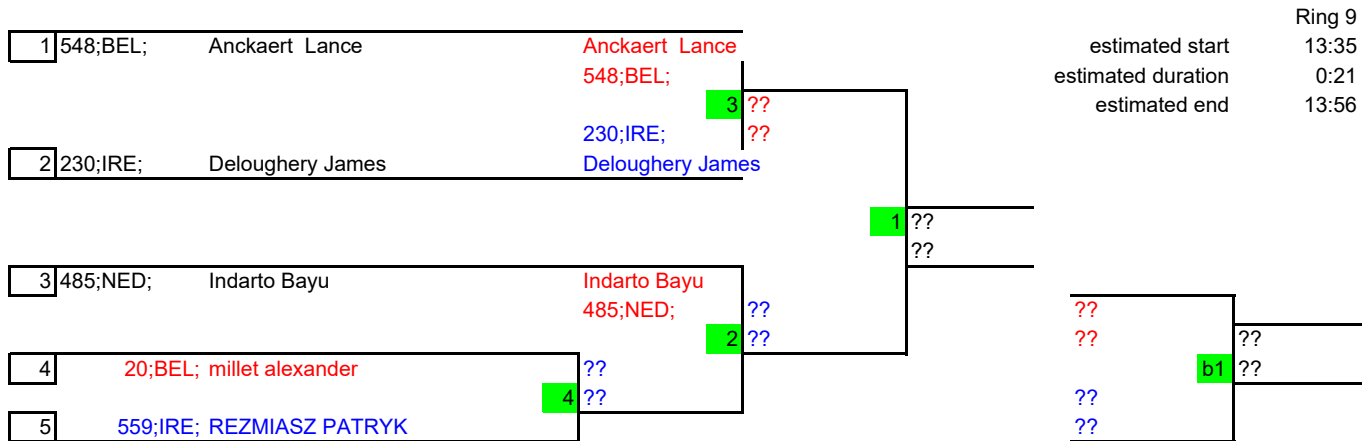 Ring 9
1 548;BEL; Anckaert  Lance Anckaert  Lance estimated start 13:35
548;BEL; estimated duration 0:21
3 ?? estimated end 13:56
230;IRE; ??
2 230;IRE; Deloughery James Deloughery James
1 ??
??
3 485;NED; Indarto Bayu Indarto Bayu
485;NED; ?? ??
2 ?? ?? ??
4 20;BEL; millet alexander ?? b1 ??
4 ?? ??
5 559;IRE; REZMIASZ PATRYK ??